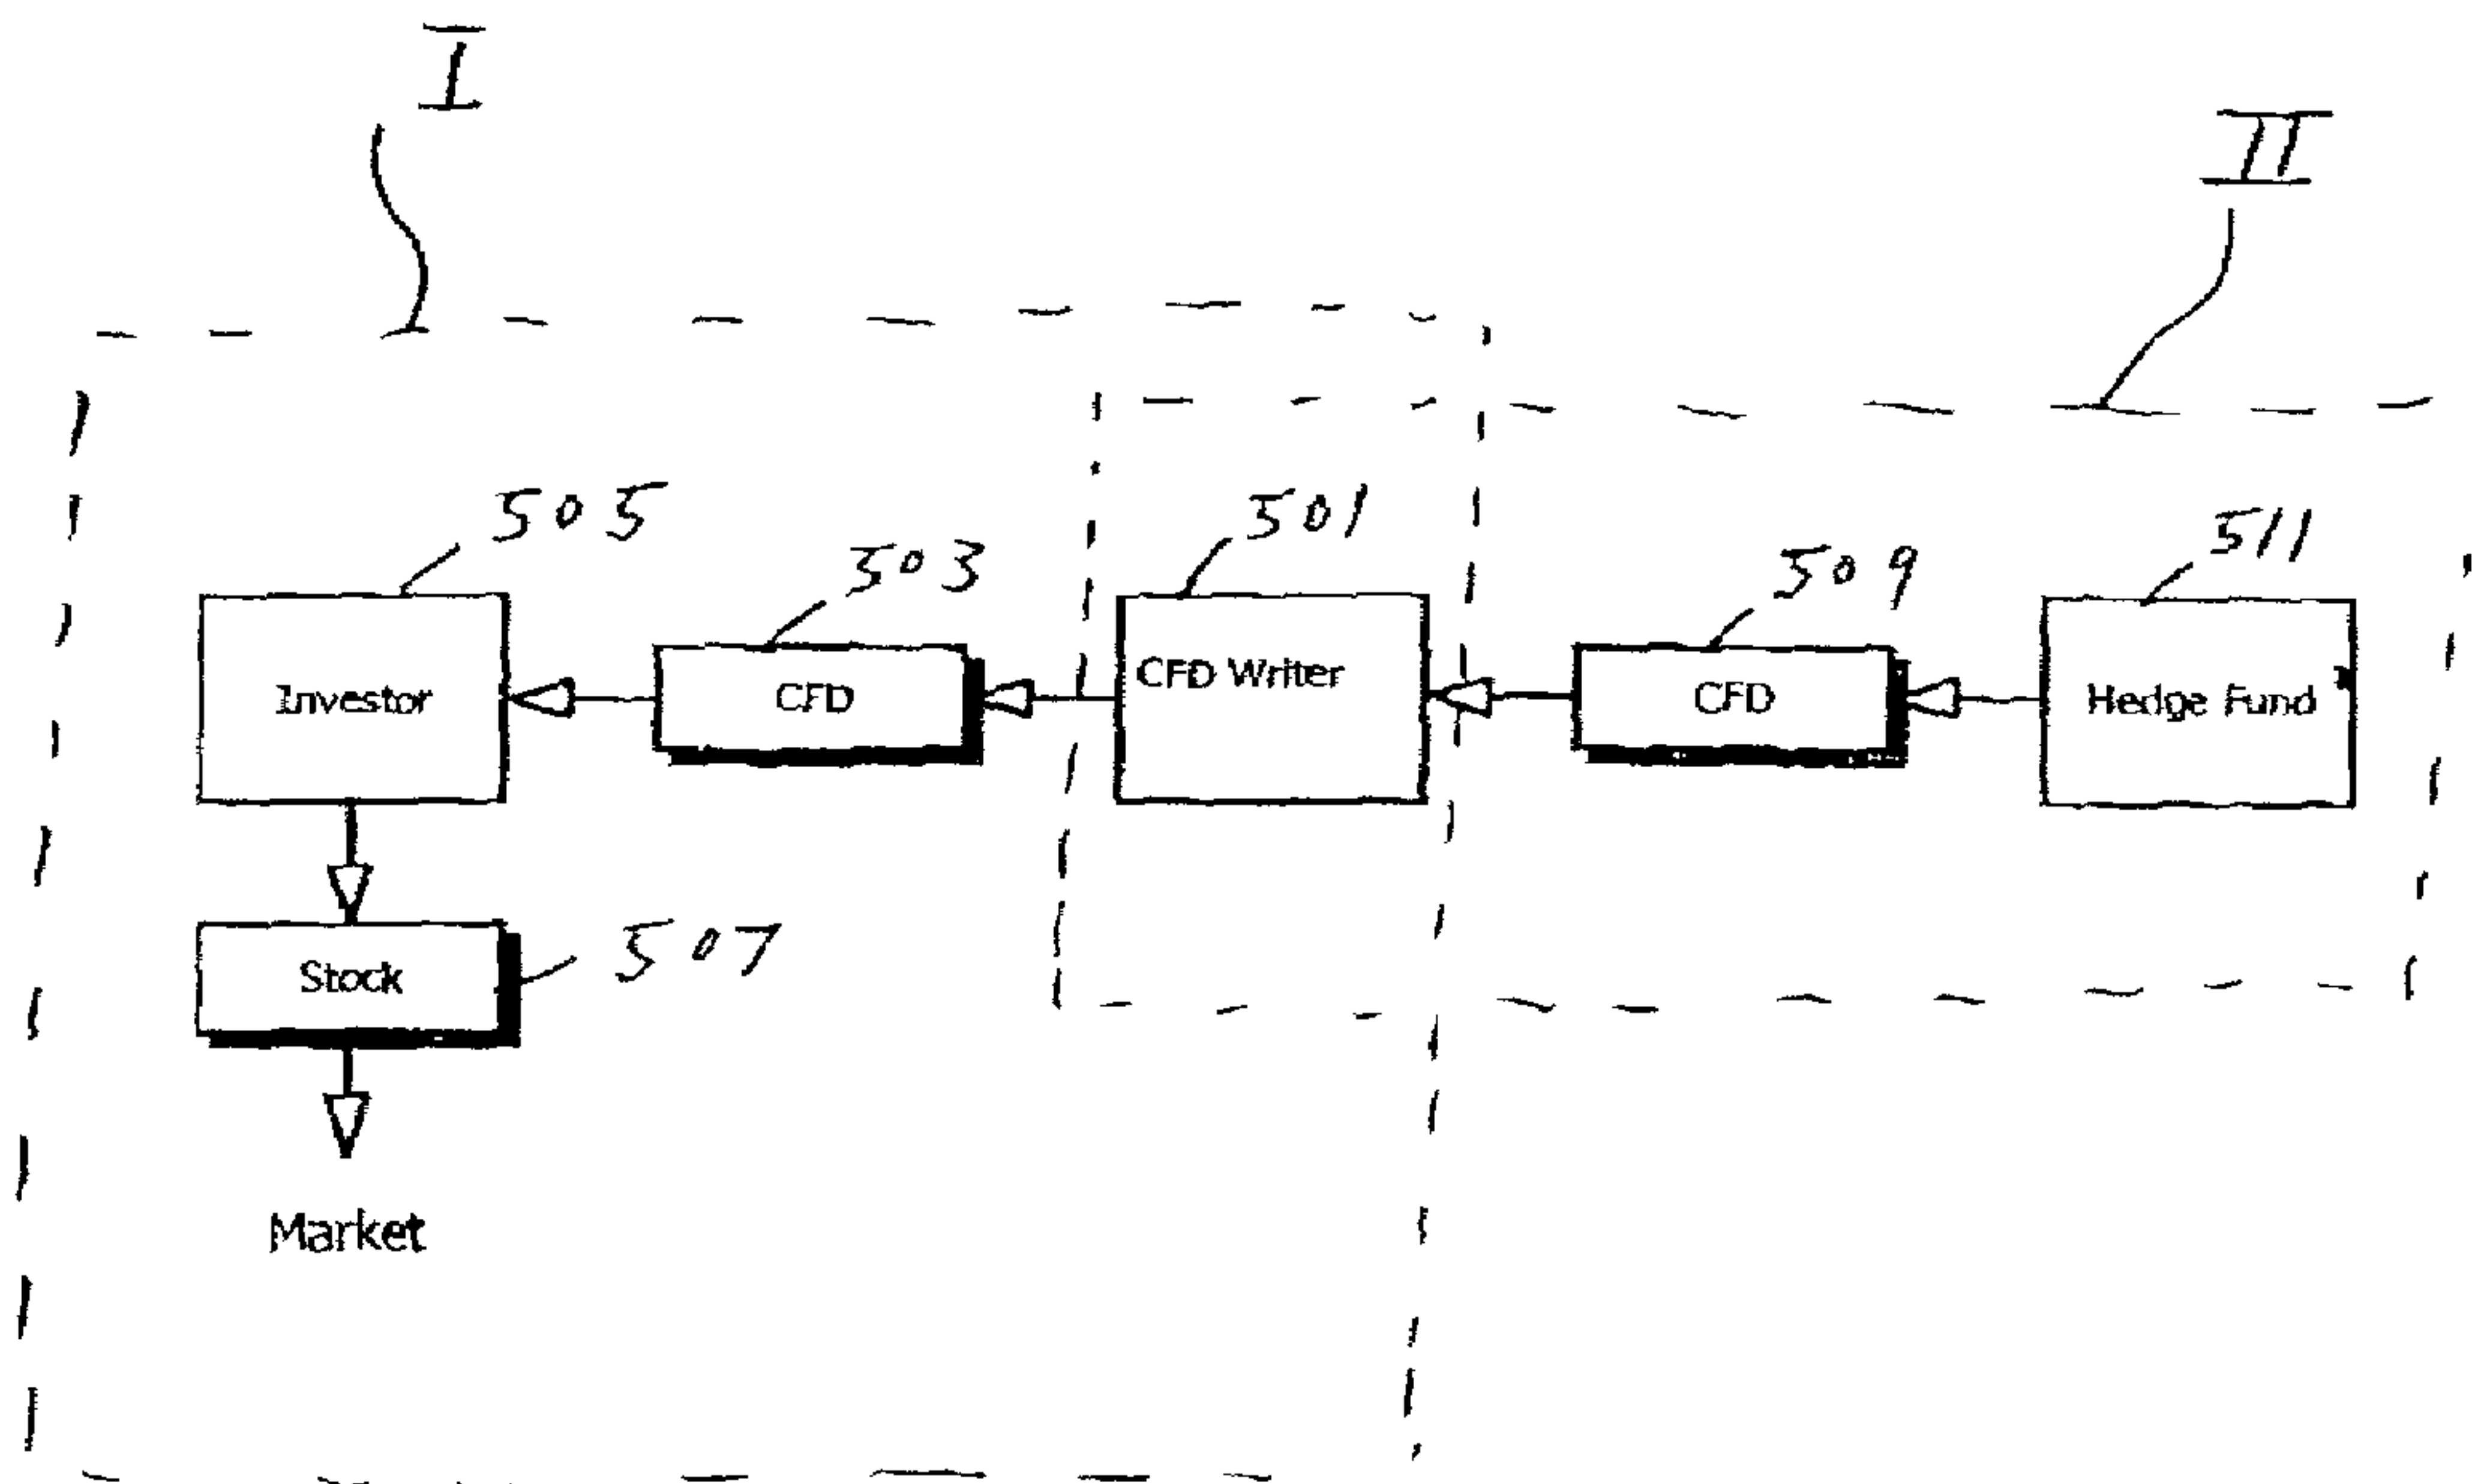 I
II
505
503
501
509
511
Investor
CFD
CFD Writer
CFD
Hedge Fund
Stock
507
Market